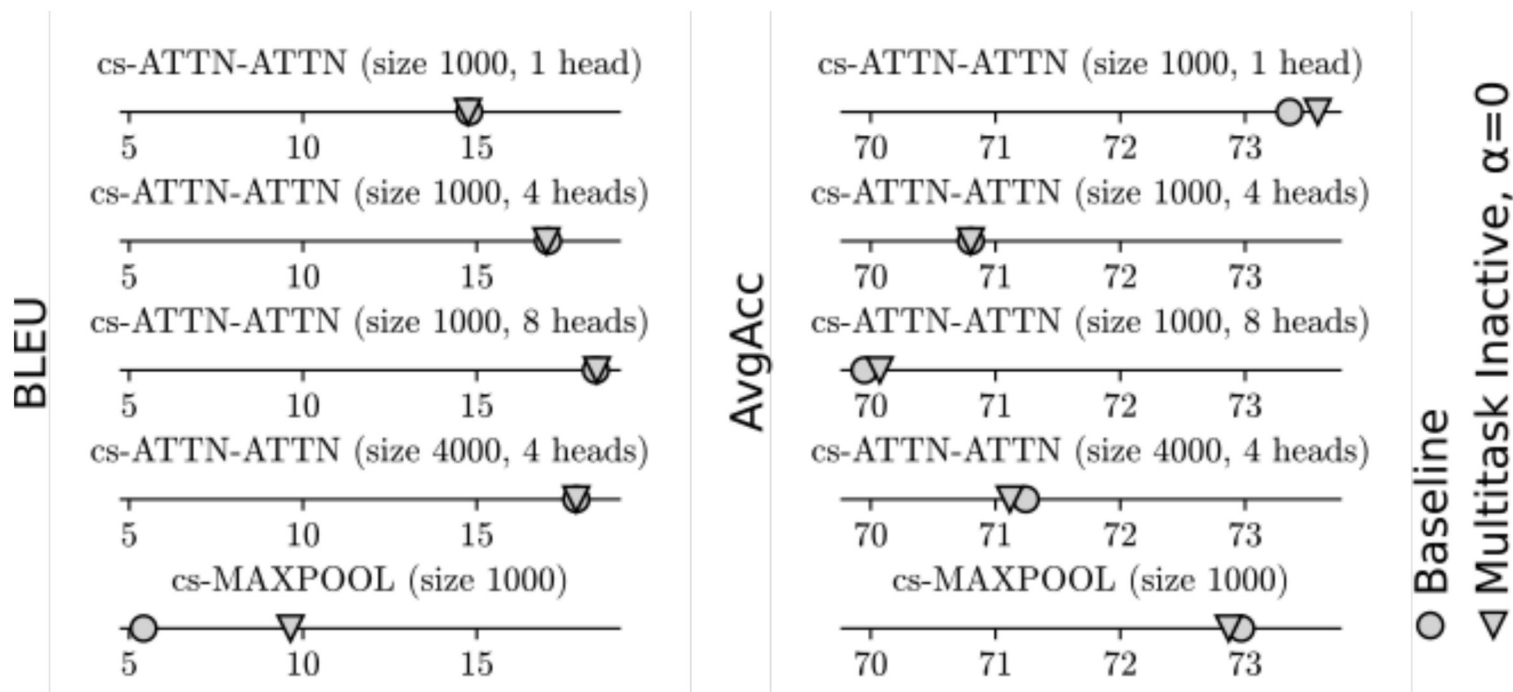 BLEU
cs-ATTN-ATTN (size 1000, 1 head)
5 10 15
cs-ATTN-ATTN (size 1000, 4 heads)
5 10 15
cs-ATTN-ATTN (size 1000, 8 heads)
5 10 15
cs-ATTN-ATTN (size 4000, 4 heads)
5 10 15
cs-MAXPOOL (size 1000)
5 10 15
AvgAcc
cs-ATTN-ATTN (size 1000, 1 head)
70 71 72 73
cs-ATTN-ATTN (size 1000, 4 heads)
70 71 72 73
cs-ATTN-ATTN (size 1000, 8 heads)
70 71 72 73
cs-ATTN-ATTN (size 4000, 4 heads)
70 71 72 73
cs-MAXPOOL (size 1000)
70 71 72 73
Baseline
Multitask Inactive, α=0